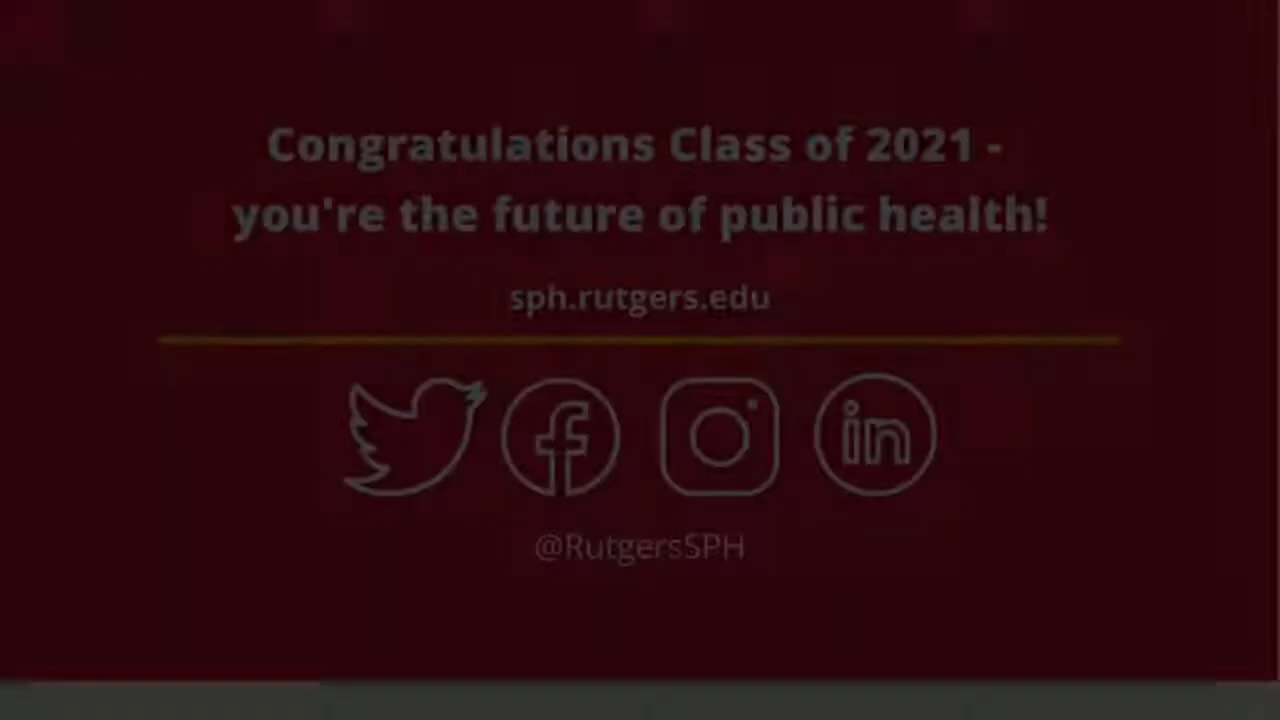 Congratulations Class of 2021 -
you're the future of public health!
sph.rutgers.edu
@RutgersSPH